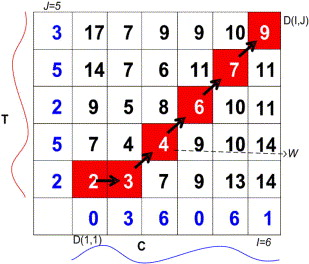 J=5
3 17 7 9 9 10 9 D(I,J)
5 14 7 6 11 7 11
2 9 5 8 6 10 11
T
5 7 4 4 9 10 14 W
2 2 3 7 9 13 14
0 3 6 0 6 1
D(1,1) C I=6